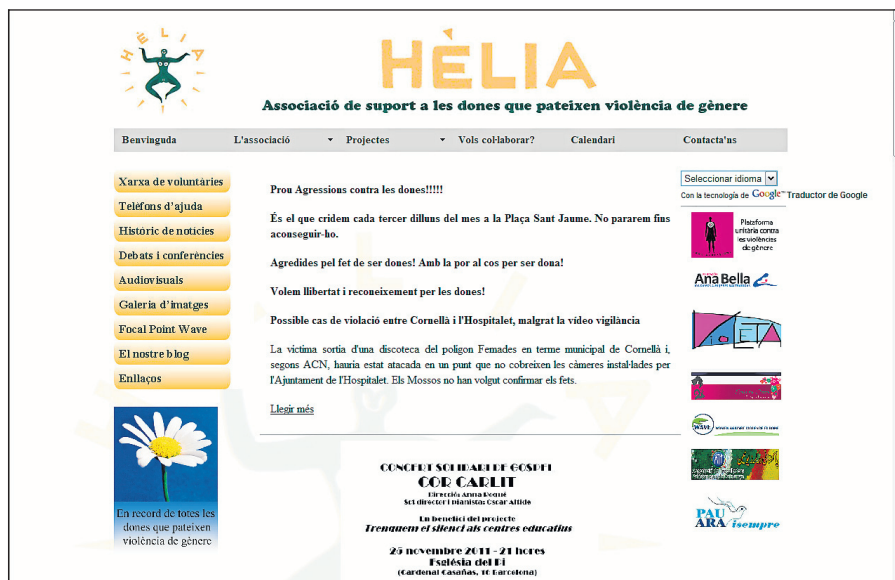 HÈLIA
HÈLIA
Associació de suport a les dones que pateixen violència de gènere
Benvinguda L'associació Projectes Vols col·laborar? Calendari Contacta'ns
Xarxa de voluntàries
Telèfons d'ajuda
Històric de notícies
Debats i conferències
Audiovisuals
Galeria d'imatges
Focal Point Wave
El nostre blog
Enllaços
En record de totes les
dones que pateixen
violència de gènere
Prou Agressions contra les dones!!!!!
És el que cridem cada tercer dilluns del mes a la Plaça Sant Jaume. No pararem fins
aconseguir-ho.
Agredides pel fet de ser dones! Amb la por al cos per ser dona!
Volem llibertat i reconeixement per les dones!
Possible cas de violació entre Cornellà i l'Hospitalet, malgrat la vídeo vigilància
La víctima sortia d'una discoteca del polígon Femades en terme municipal de Cornellà i,
segons ACN, hauria estat atacada en un punt que no cobreixen les càmeres instal·lades per
l'Ajuntament de l'Hospitalet. Els Mossos no han volgut confirmar els fets.
Llegir més
CONCERT SOLIDARI DE GOSPEL
COR CARLIT
Direcció: Anna Roqué
Sot director i pianista: Oscar Altide
En benefici del projecte
Trenquem el silenci als centres educatius
25 novembre 2011 - 21 hores
Església del Pi
(Cardenal Casañas, 16 Barcelona)
Seleccionar idioma
Con la tecnología de Google™ Traductor de Google
Plataforma
unitària contra
les violències
de gènere
Ana Bella
WAVE
PAU
ARA i sempre